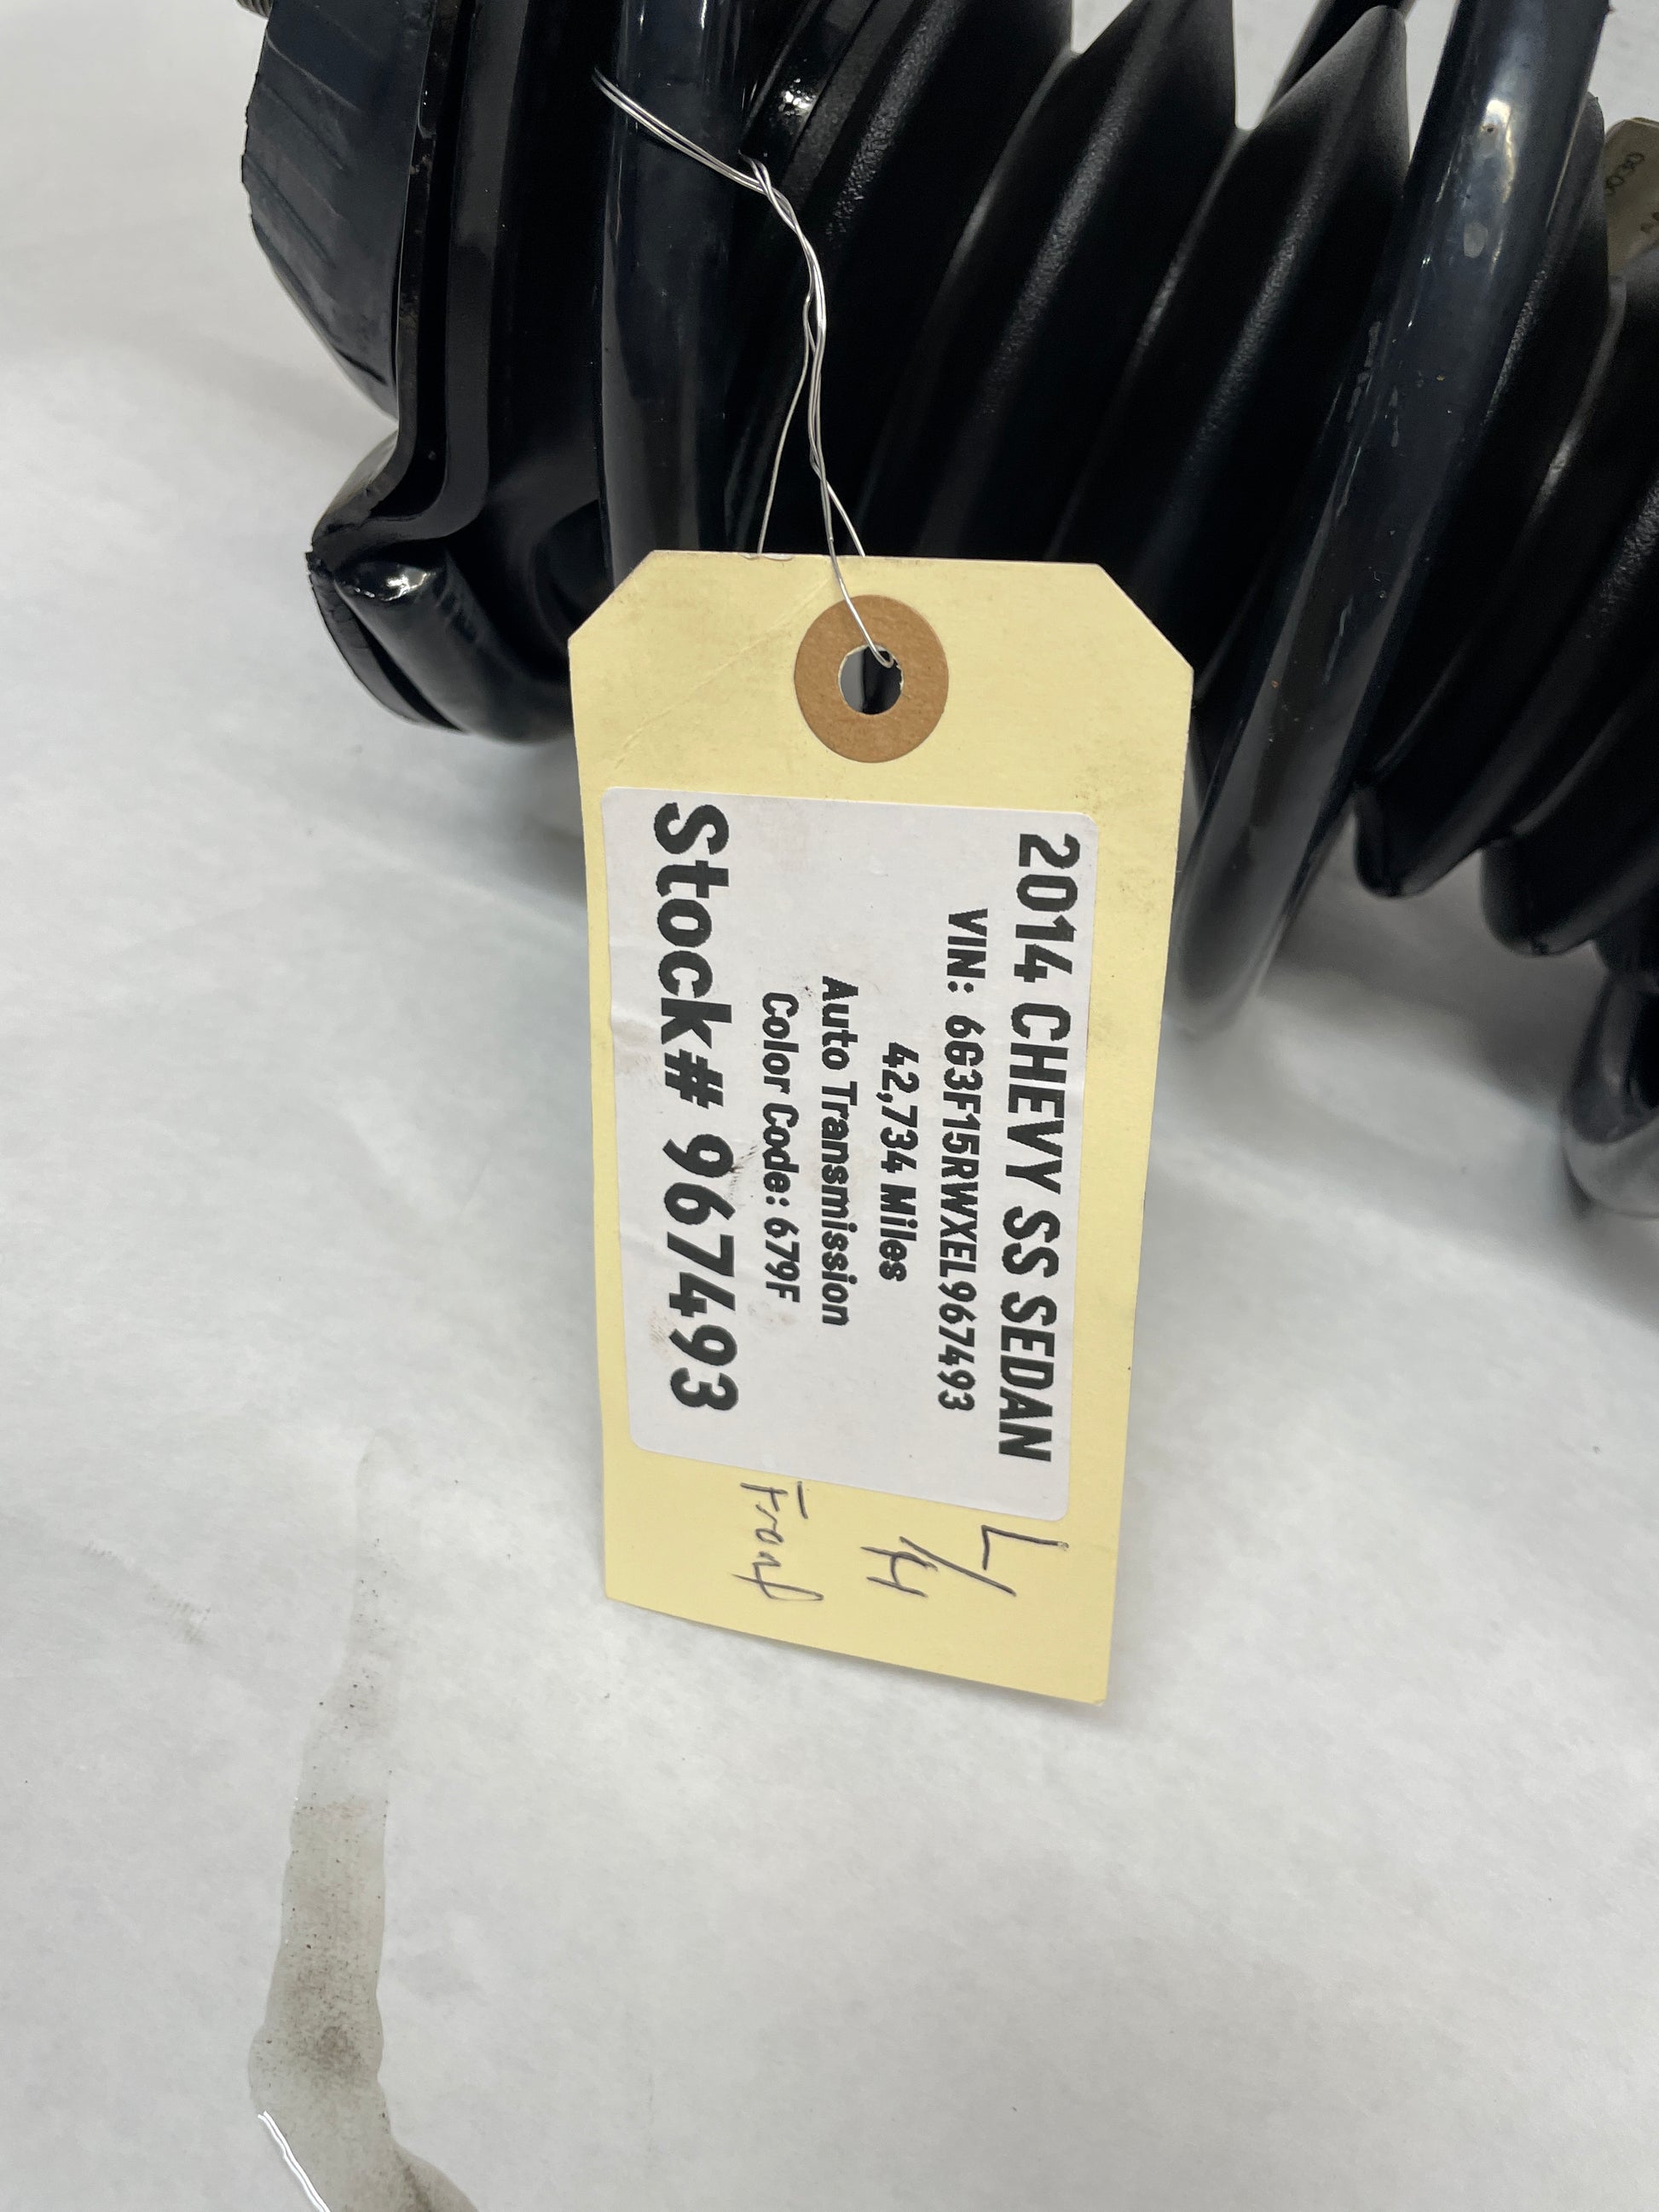 2014 CHEVY SS SEDAN
VIN: 6G3F15RWXEL967493
42,734 Miles
Auto Transmission
Color Code: 679F
Stock# 967493
L/H
Front